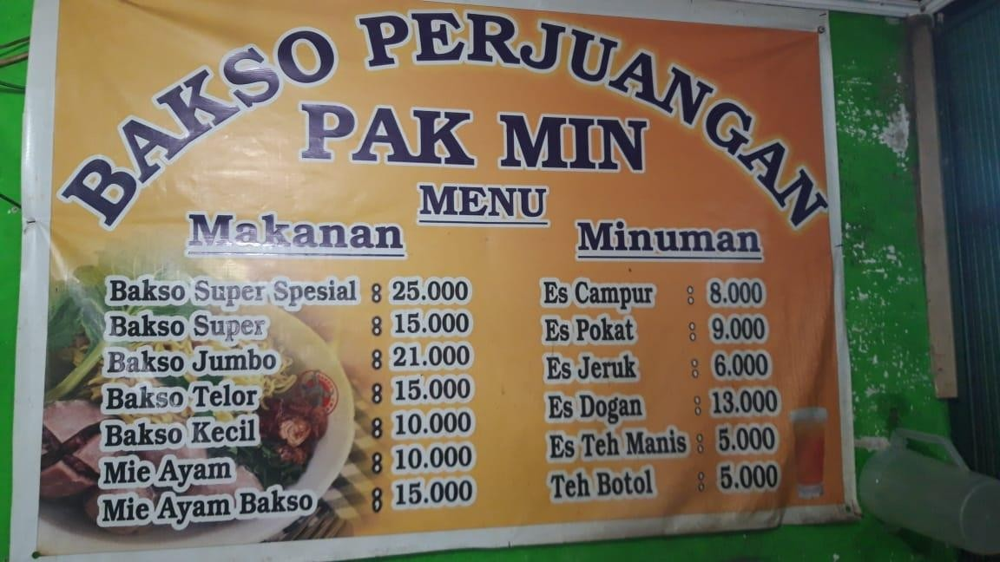 BAKSO PERJUANGAN
PAK MIN
MENU
Makanan
Bakso Super Spesial : 25.000
Bakso Super : 15.000
Bakso Jumbo : 21.000
Bakso Telor : 15.000
Bakso Kecil : 10.000
Mie Ayam : 10.000
Mie Ayam Bakso : 15.000
Minuman
Es Campur : 8.000
Es Pokat : 9.000
Es Jeruk : 6.000
Es Dogan : 13.000
Es Teh Manis : 5.000
Teh Botol : 5.000